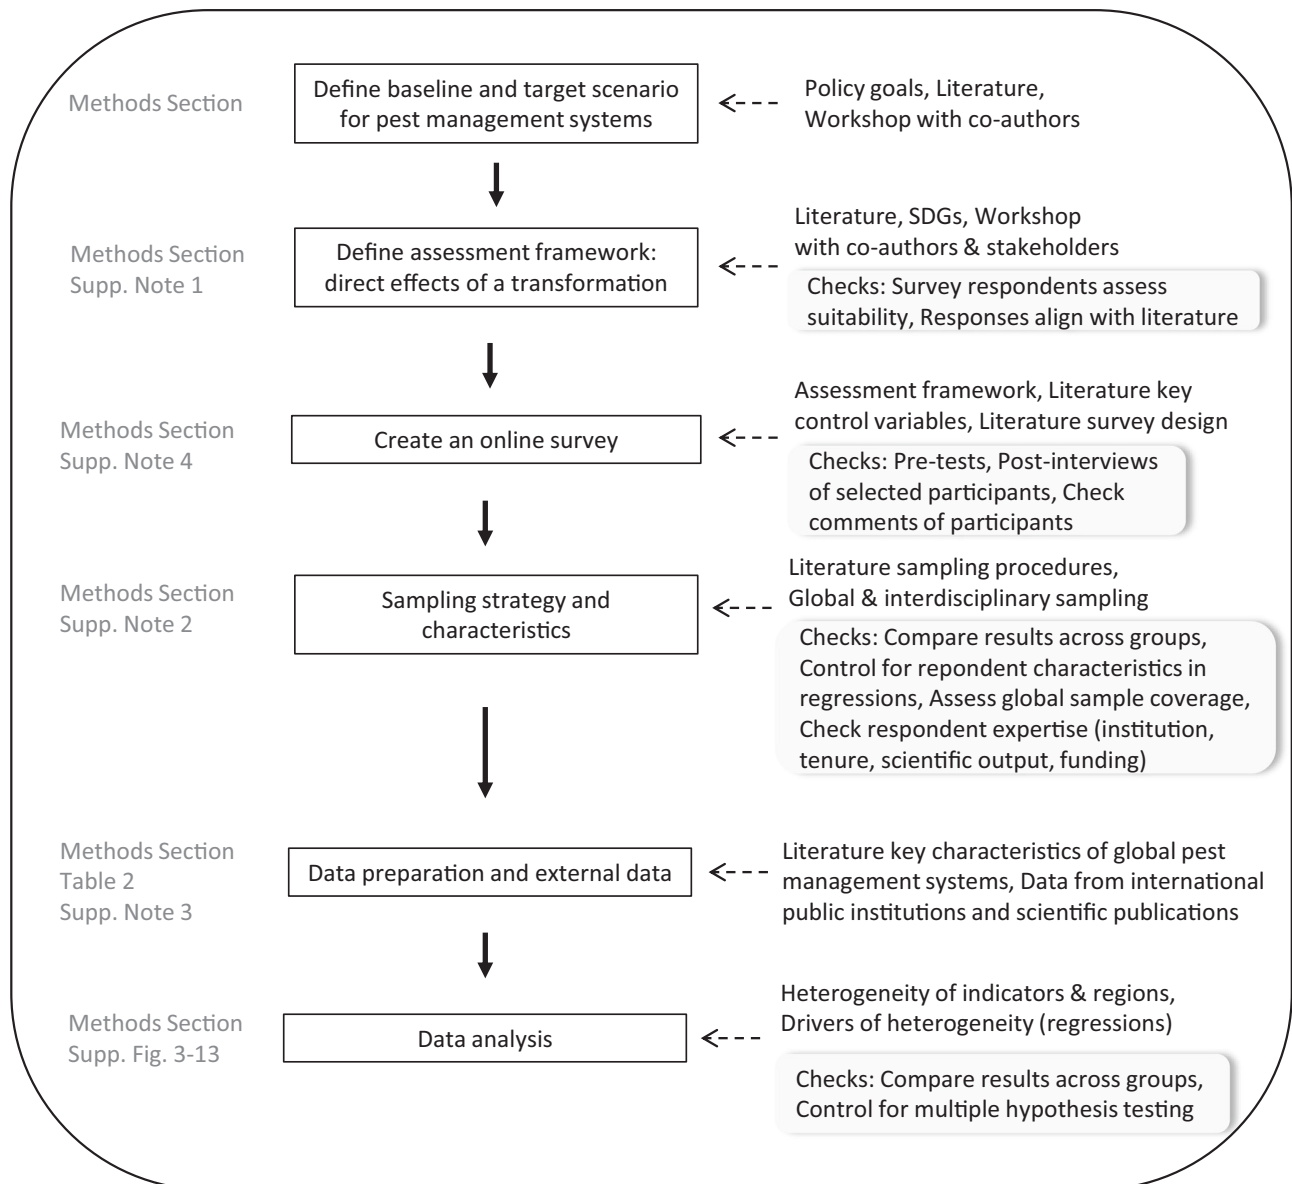 Methods Section
Define baseline and target scenario
for pest management systems
Policy goals, Literature,
Workshop with co-authors
Methods Section
Supp. Note 1
Define assessment framework:
direct effects of a transformation
Literature, SDGs, Workshop
with co-authors & stakeholders
Checks: Survey respondents assess
suitability, Responses align with literature
Methods Section
Supp. Note 4
Create an online survey
Assessment framework, Literature key
control variables, Literature survey design
Checks: Pre-tests, Post-interviews
of selected participants, Check
comments of participants
Methods Section
Supp. Note 2
Sampling strategy and
characteristics
Literature sampling procedures,
Global & interdisciplinary sampling
Checks: Compare results across groups,
Control for repondent characteristics in
regressions, Assess global sample coverage,
Check respondent expertise (institution,
tenure, scientific output, funding)
Methods Section
Table 2
Supp. Note 3
Data preparation and external data
Literature key characteristics of global pest
management systems, Data from international
public institutions and scientific publications
Methods Section
Supp. Fig. 3-13
Data analysis
Heterogeneity of indicators & regions,
Drivers of heterogeneity (regressions)
Checks: Compare results across groups,
Control for multiple hypothesis testing